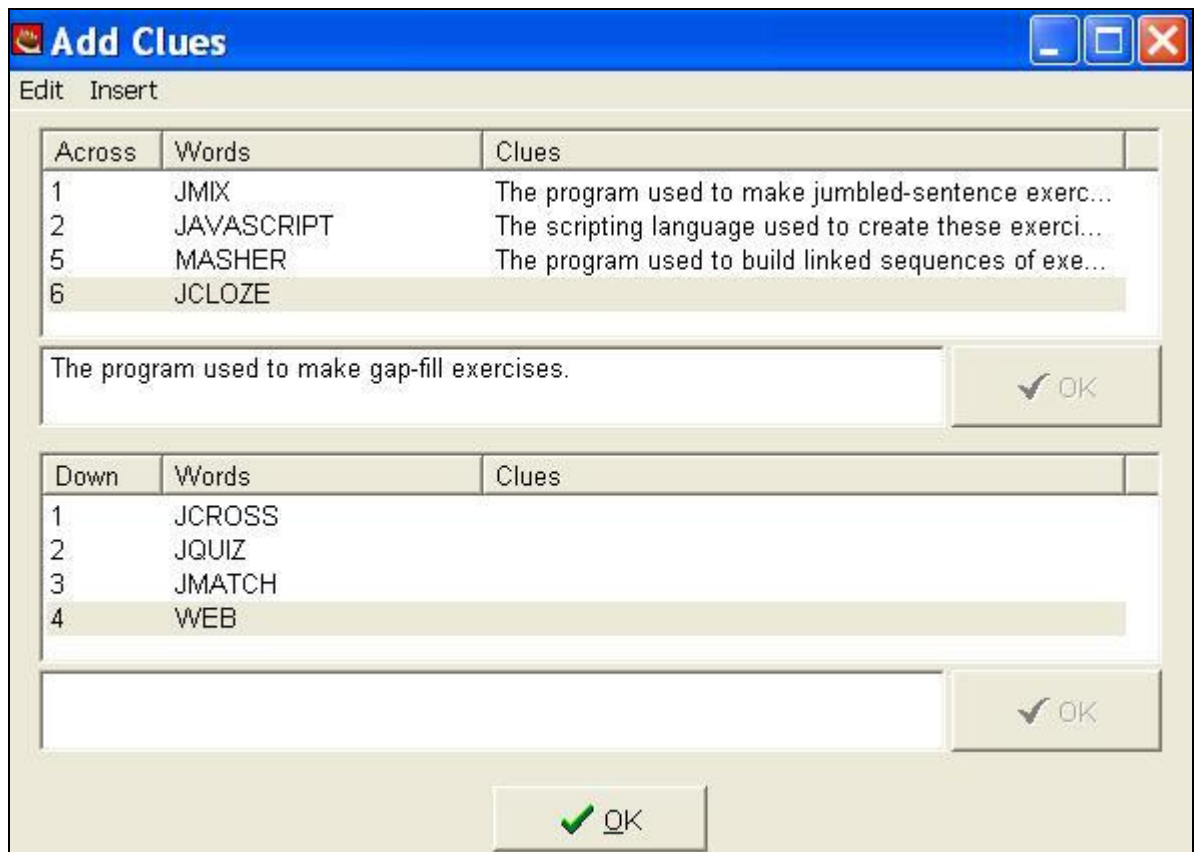 Add Clues
Edit Insert
Across Words Clues
1 JMIX The program used to make jumbled-sentence exerc...
2 JAVASCRIPT The scripting language used to create these exerci...
5 MASHER The program used to build linked sequences of exe...
6 JCLOZE
The program used to make gap-fill exercises.
OK
Down Words Clues
1 JCROSS
2 JQUIZ
3 JMATCH
4 WEB
OK
OK